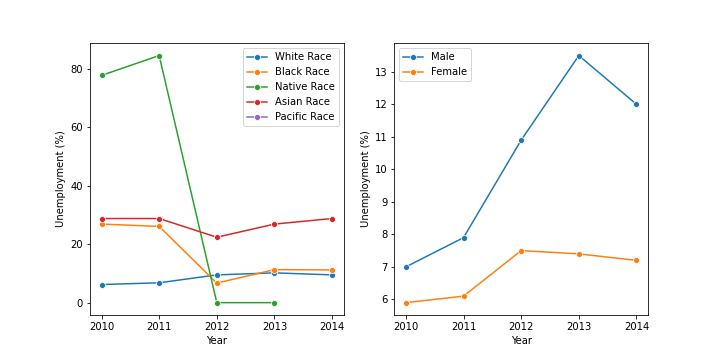 Unemployment (%)
80
60
40
20
0
2010 2011 2012 2013 2014
Year
White Race
Black Race
Native Race
Asian Race
Pacific Race
Unemployment (%)
13
12
11
10
9
8
7
6
2010 2011 2012 2013 2014
Year
Male
Female